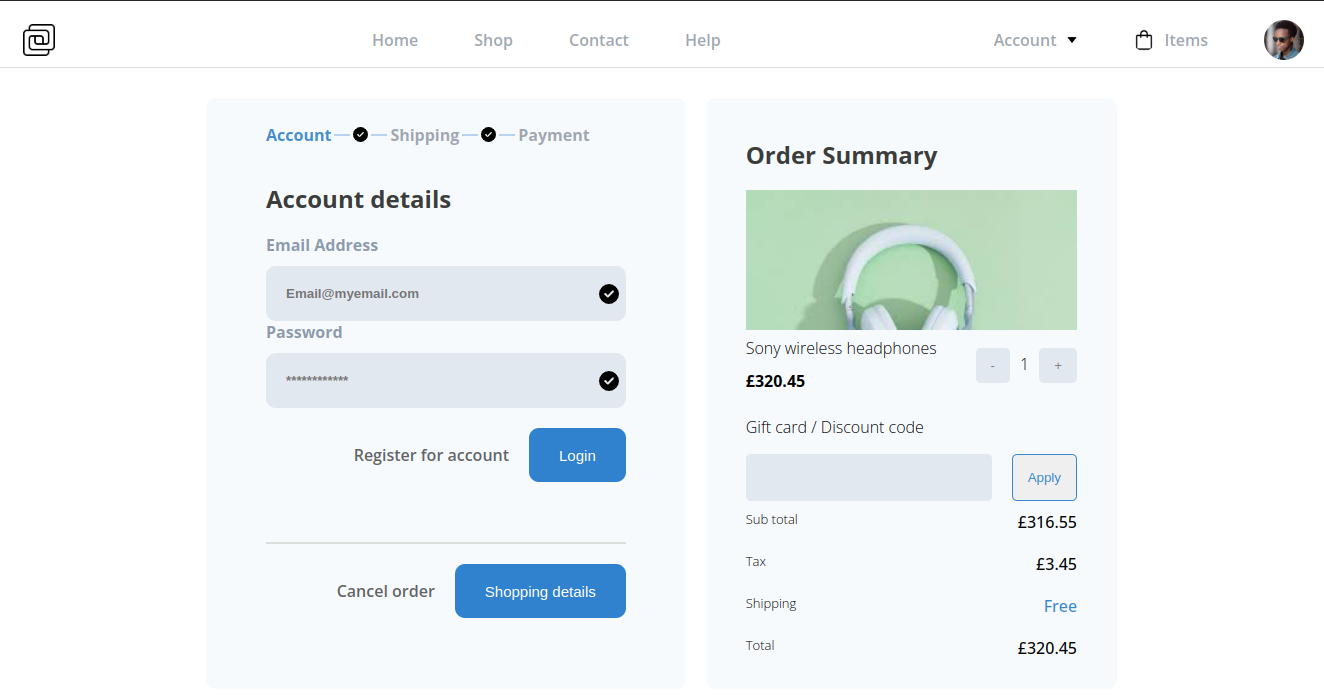 Home Shop Contact Help Account Items
Account Shipping Payment
Account details
Email Address
Email@myemail.com
Password
************
Register for account Login
Cancel order Shopping details
Order Summary
Sony wireless headphones
£320.45
- 1 +
Gift card / Discount code
Apply
Sub total £316.55
Tax £3.45
Shipping Free
Total £320.45